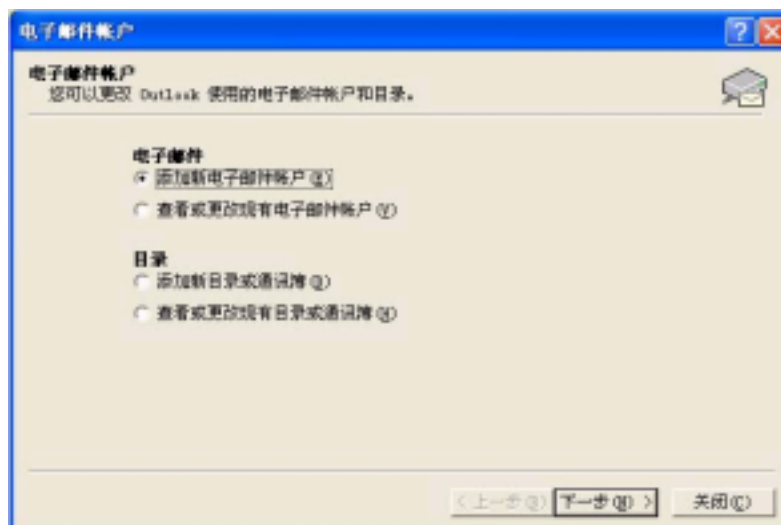 电子邮件帐户
电子邮件帐户
您可以更改 Outlook 使用的电子邮件帐户和目录。
电子邮件
添加新电子邮件帐户(E)
查看或更改现有电子邮件帐户(V)
目录
添加新目录或通讯簿(D)
查看或更改现有目录或通讯簿(N)
< 上一步(B) 下一步(N) > 关闭(C)